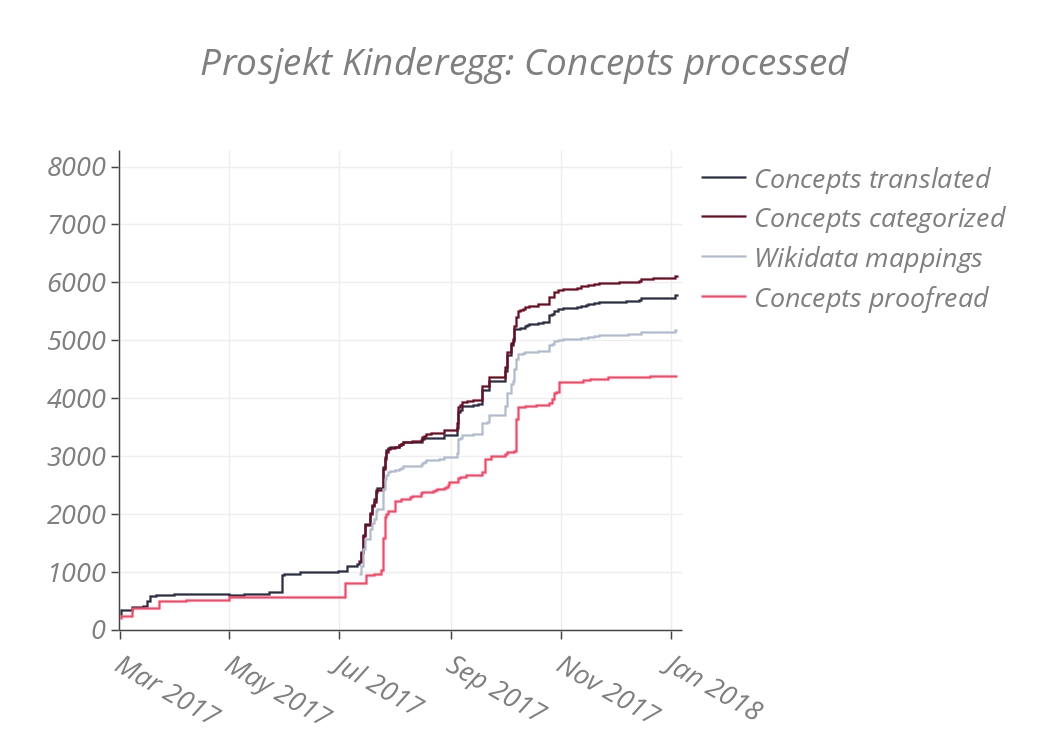 Prosjekt Kinderegg: Concepts processed
8000
7000
6000
5000
4000
3000
2000
1000
0
Mar 2017
May 2017
Jul 2017
Sep 2017
Nov 2017
Jan 2018
Concepts translated
Concepts categorized
Wikidata mappings
Concepts proofread